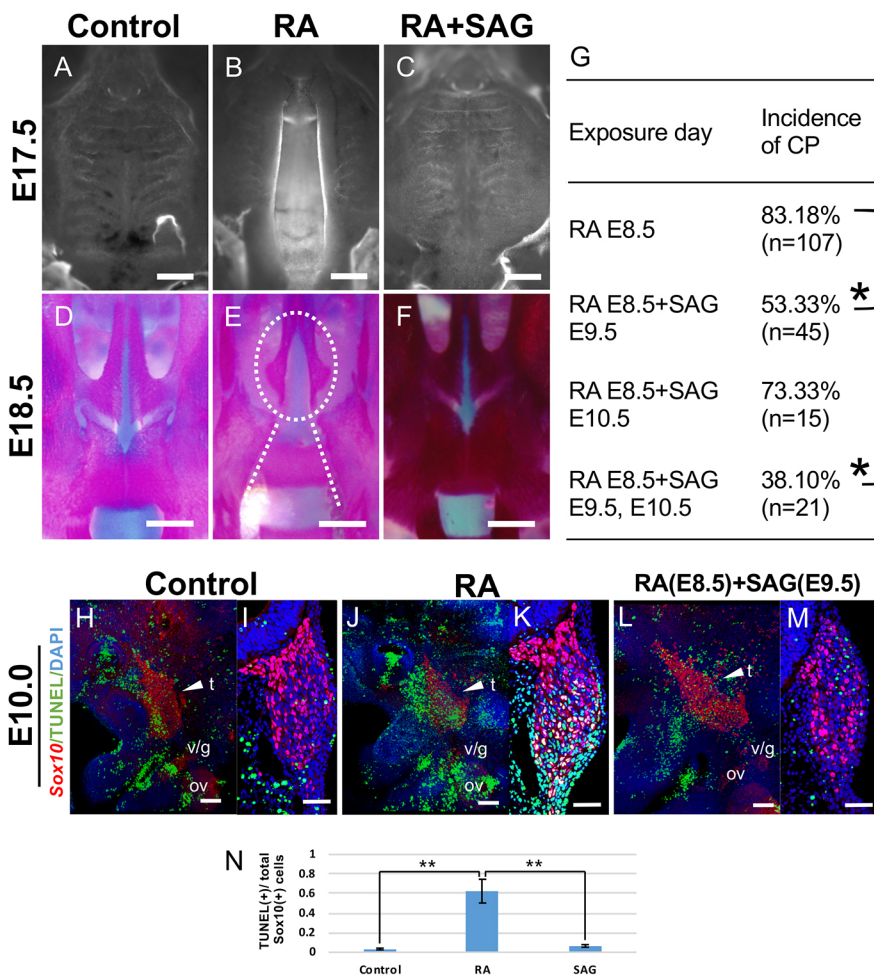 Control RA RA+SAG
A B C G
E17.5
Exposure day Incidence
of CP
RA E8.5 83.18%
(n=107)
D E F
E18.5
RA E8.5+SAG 53.33% *
E9.5 (n=45)
RA E8.5+SAG 73.33%
E10.5 (n=15)
RA E8.5+SAG 38.10% *
E9.5, E10.5 (n=21)
Control RA RA(E8.5)+SAG(E9.5)
H I J K L M
E10.0
Sox10/TUNEL/DAPI
t t t
v/g v/g v/g
ov ov ov
N
TUNEL(+)/ total
Sox10(+) cells
1
0.8
0.6
0.4
0.2
0
** **
Control RA SAG